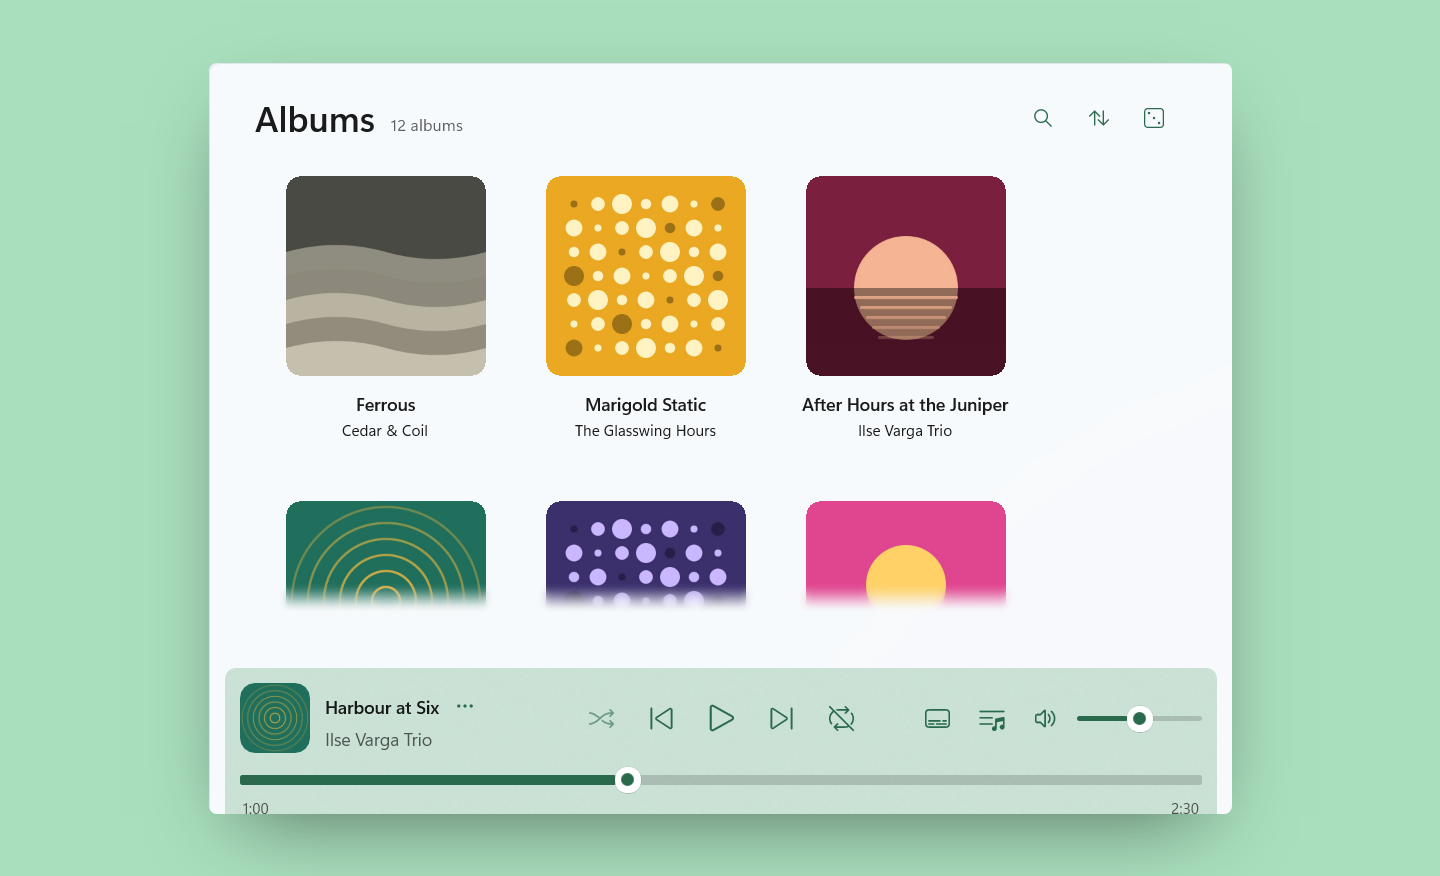 Albums 12 albums
Ferrous
Cedar & Coil
Marigold Static
The Glasswing Hours
After Hours at the Juniper
Ilse Varga Trio
Harbour at Six
Ilse Varga Trio
1:00
2:30